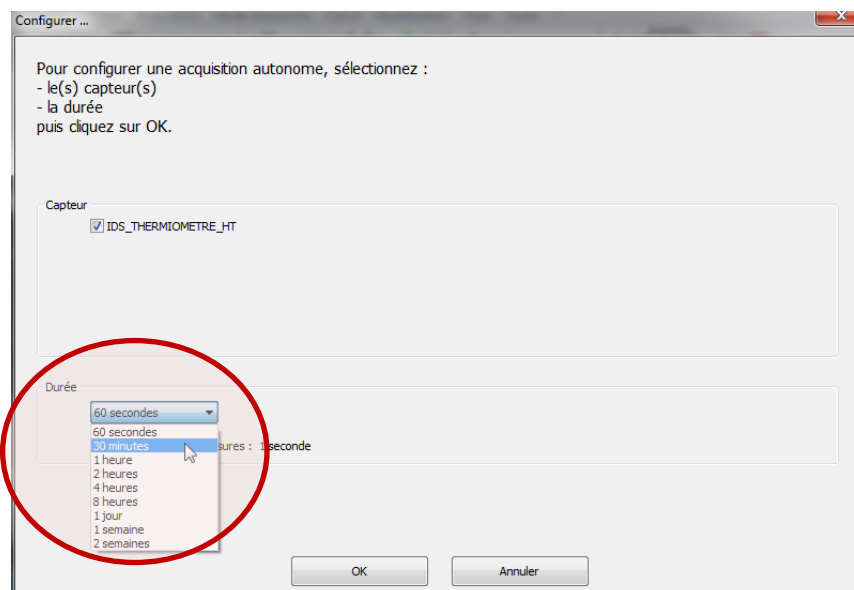 Configurer ...
Pour configurer une acquisition autonome, sélectionnez :
- le(s) capteur(s)
- la durée
puis cliquez sur OK.
Capteur
IDS_THERMIOMETRE_HT
Durée
60 secondes
60 secondes
30 minutes
sures : 1 seconde
1 heure
2 heures
4 heures
8 heures
1 jour
1 semaine
2 semaines
OK
Annuler